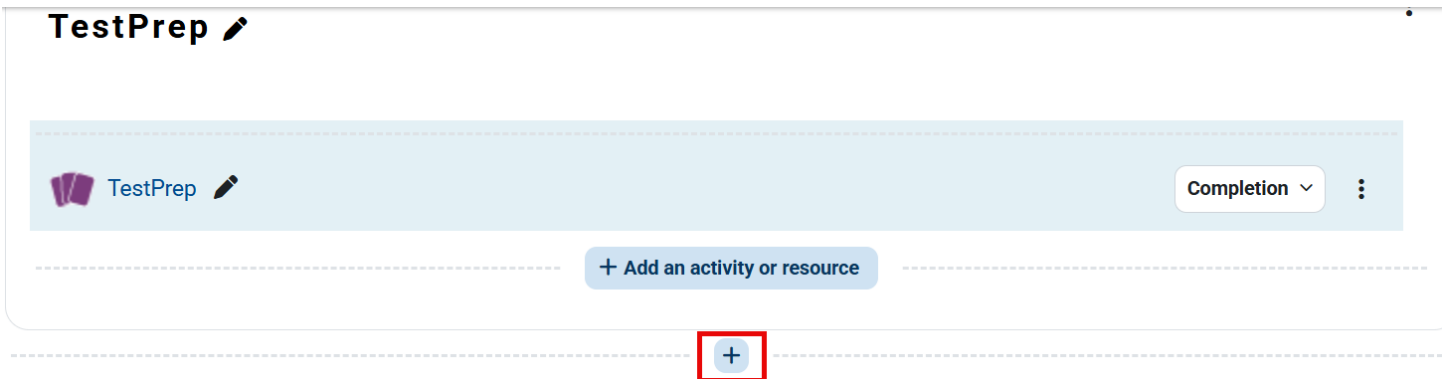 TestPrep
TestPrep
Completion
+ Add an activity or resource
+